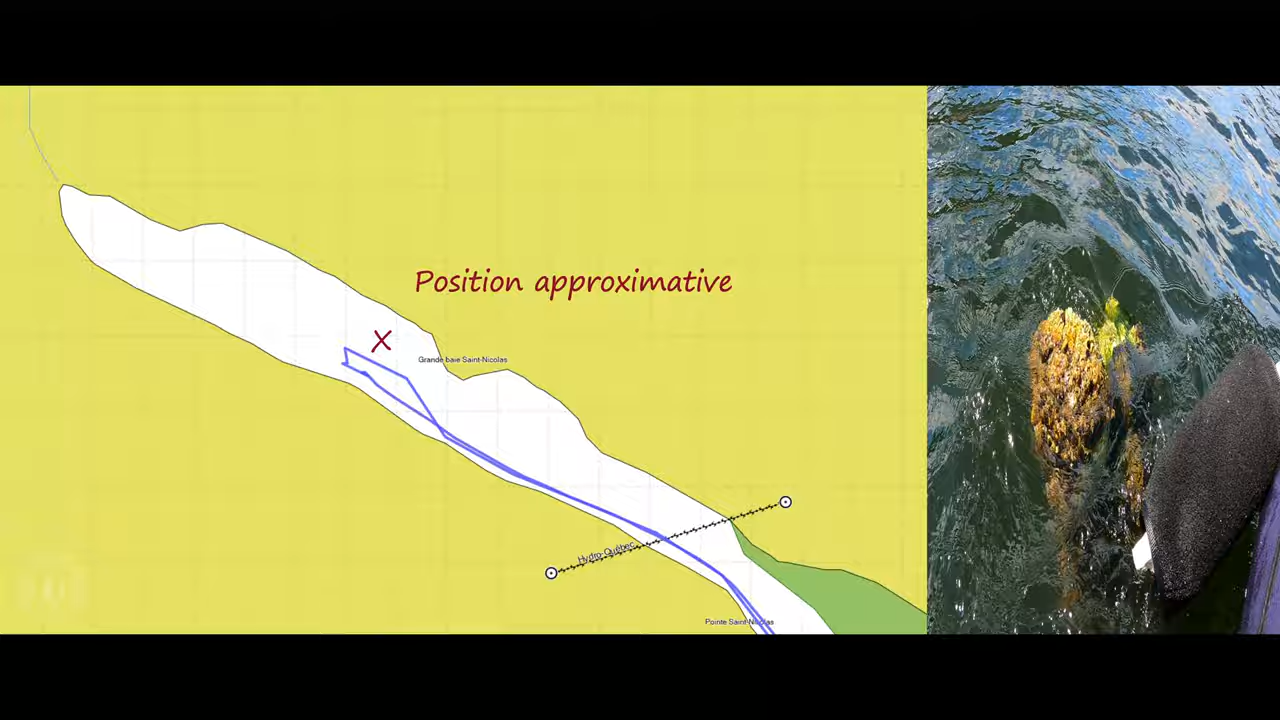 Position approximative
X
Grande baie Saint-Nicolas
Hydro-Québec
Pointe Saint-Nicolas